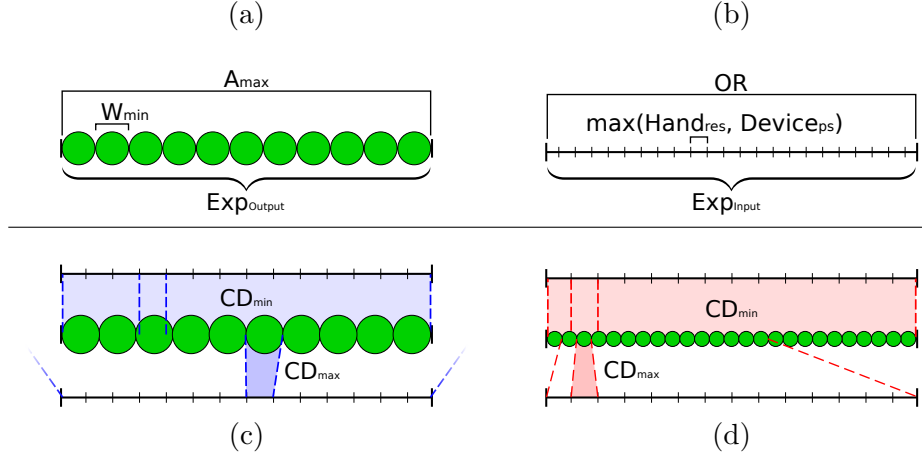 (a)
(b)
Amax
OR
Wmin
max(Handres, Deviceps)
ExpOutput
ExpInput
CDmin
CDmin
CDmax
CDmax
(c)
(d)